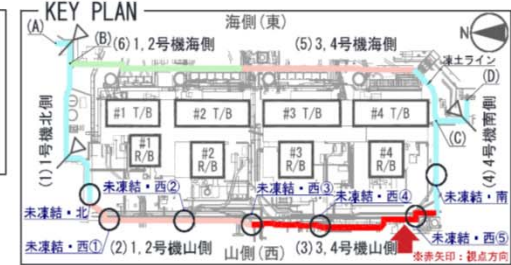 KEY PLAN
海側(東)
N
(A)
(B)
(6)1,2号機海側
(5)3,4号機海側
凍土ライン
(D)
#1 T/B
#2 T/B
#3 T/B
#4 T/B
(1)1号機北側
#1
R/B
#2
R/B
#3
R/B
#4
R/B
(C)
(4)4号機南側
未凍結・西②
未凍結・西③
未凍結・西④
未凍結・南
未凍結・北
未凍結・西①
(2)1,2号機山側
山側(西)
(3)3,4号機山側
未凍結・西⑤
※赤矢印：視点方向